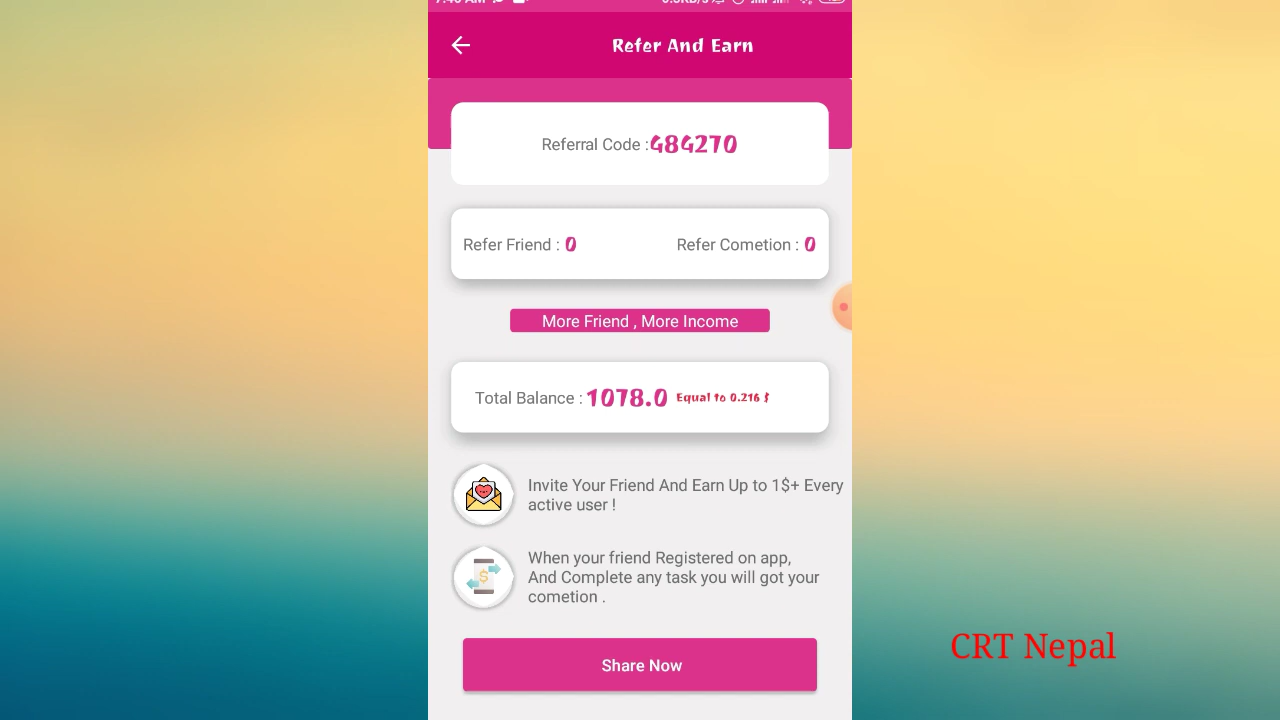 Refer And Earn
Referral Code :484270
Refer Friend : 0 Refer Cometion : 0
More Friend , More Income
Total Balance : 1078.0 Equal to 0.216 $
Invite Your Friend And Earn Up to 1$+ Every
active user !
When your friend Registered on app,
And Complete any task you will got your
cometion .
Share Now
CRT Nepal